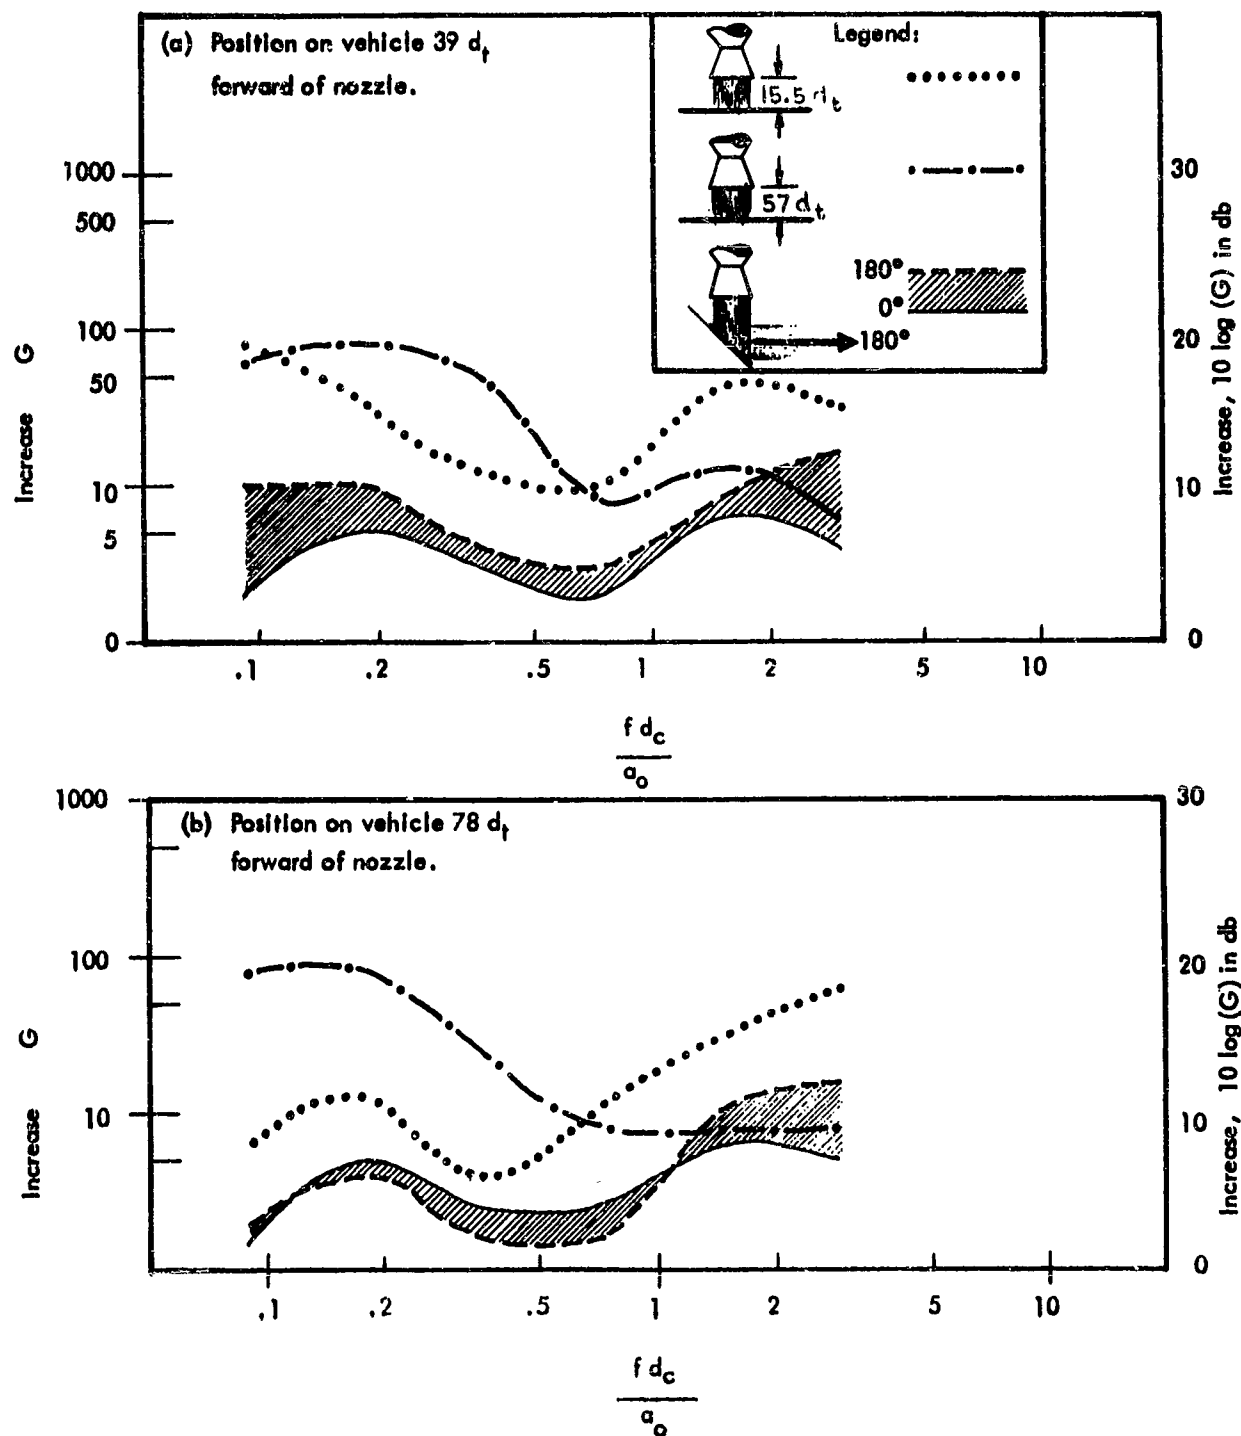 (a) Position on vehicle 39 d_t
forward of nozzle.
Legend:
15.5 d_t
57 d_t
180°
0°
180°
1000
500
100
50
10
5
0
Increase G
30
20
10
0
Increase, 10 log (G) in db
.1 .2 .5 1 2 5 10
f d_c
a_o
(b) Position on vehicle 78 d_t
forward of nozzle.
1000
100
10
Increase G
30
20
10
0
Increase, 10 log (G) in db
.1 .2 .5 1 2 5 10
f d_c
a_o